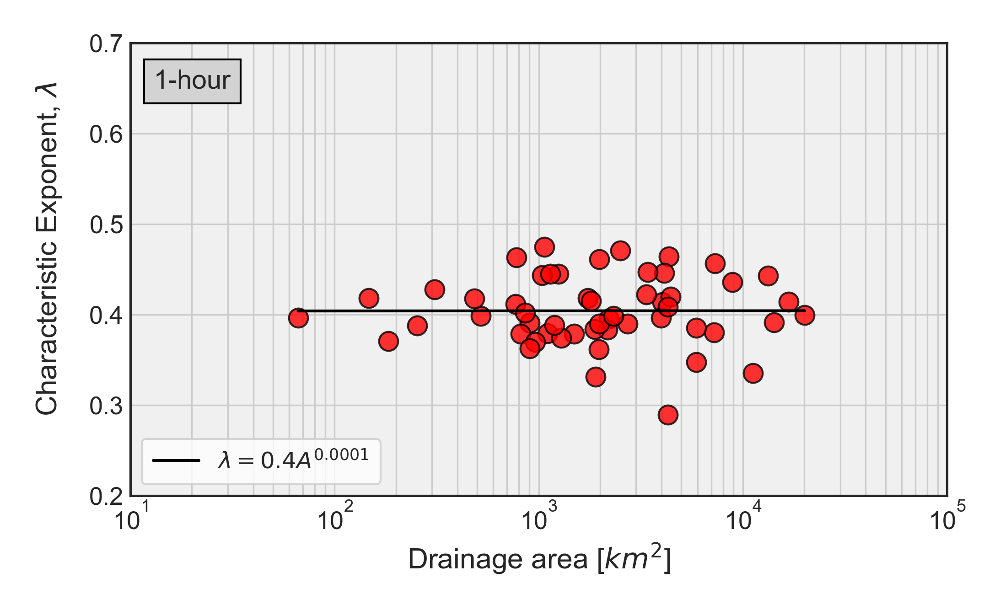 0.7
1-hour
0.6
0.5
0.4
0.3
0.2
Characteristic Exponent, λ
λ = 0.4A^0.0001
10^1 10^2 10^3 10^4 10^5
Drainage area [km^2]